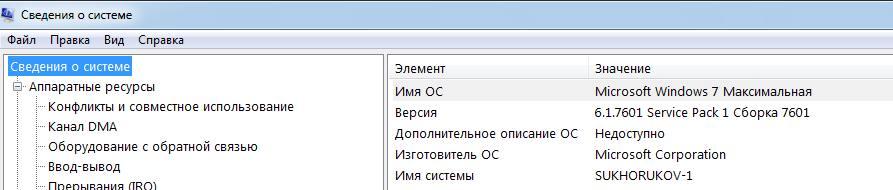 Сведения о системе
Файл Правка Вид Справка
Сведения о системе
Аппаратные ресурсы
Конфликты и совместное использование
Канал DMA
Оборудование с обратной связью
Ввод-вывод
Прерывания (IRQ)
Элемент Значение
Имя ОС Microsoft Windows 7 Максимальная
Версия 6.1.7601 Service Pack 1 Сборка 7601
Дополнительное описание ОС Недоступно
Изготовитель ОС Microsoft Corporation
Имя системы SUKHORUKOV-1